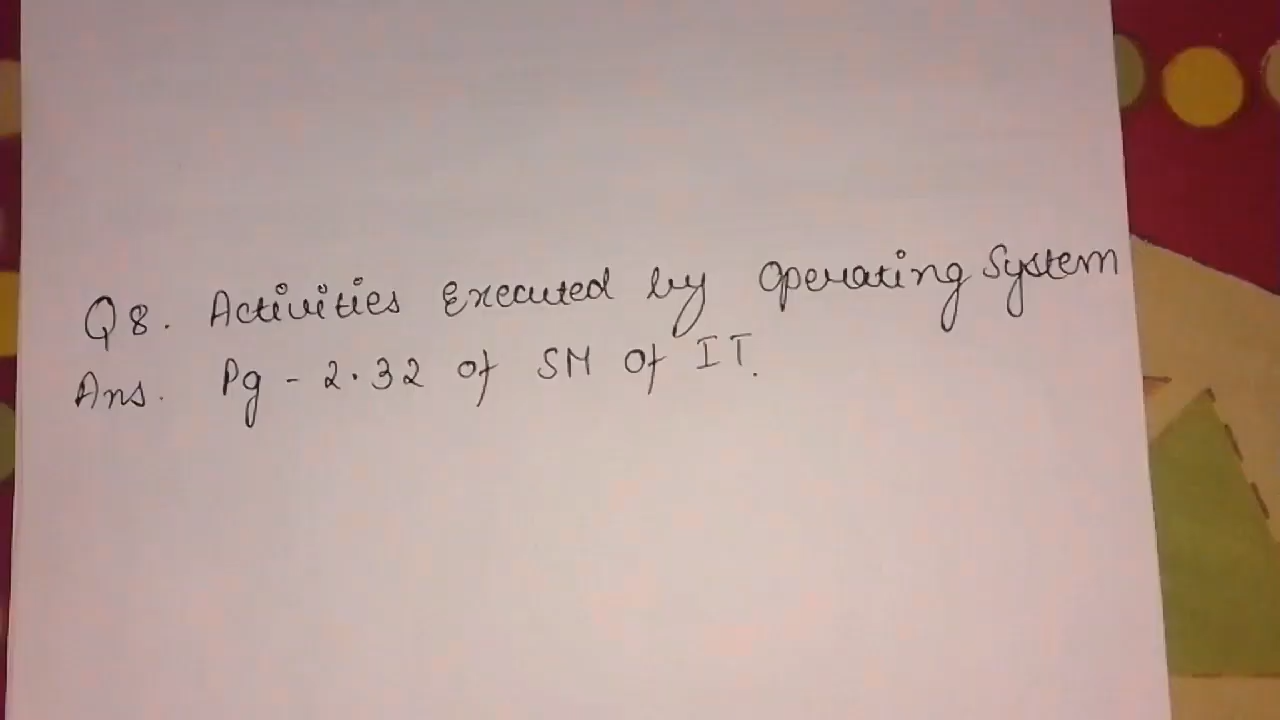 Q8. Activities Executed by Operating System
Ans. Pg - 2.32 of SM of IT.